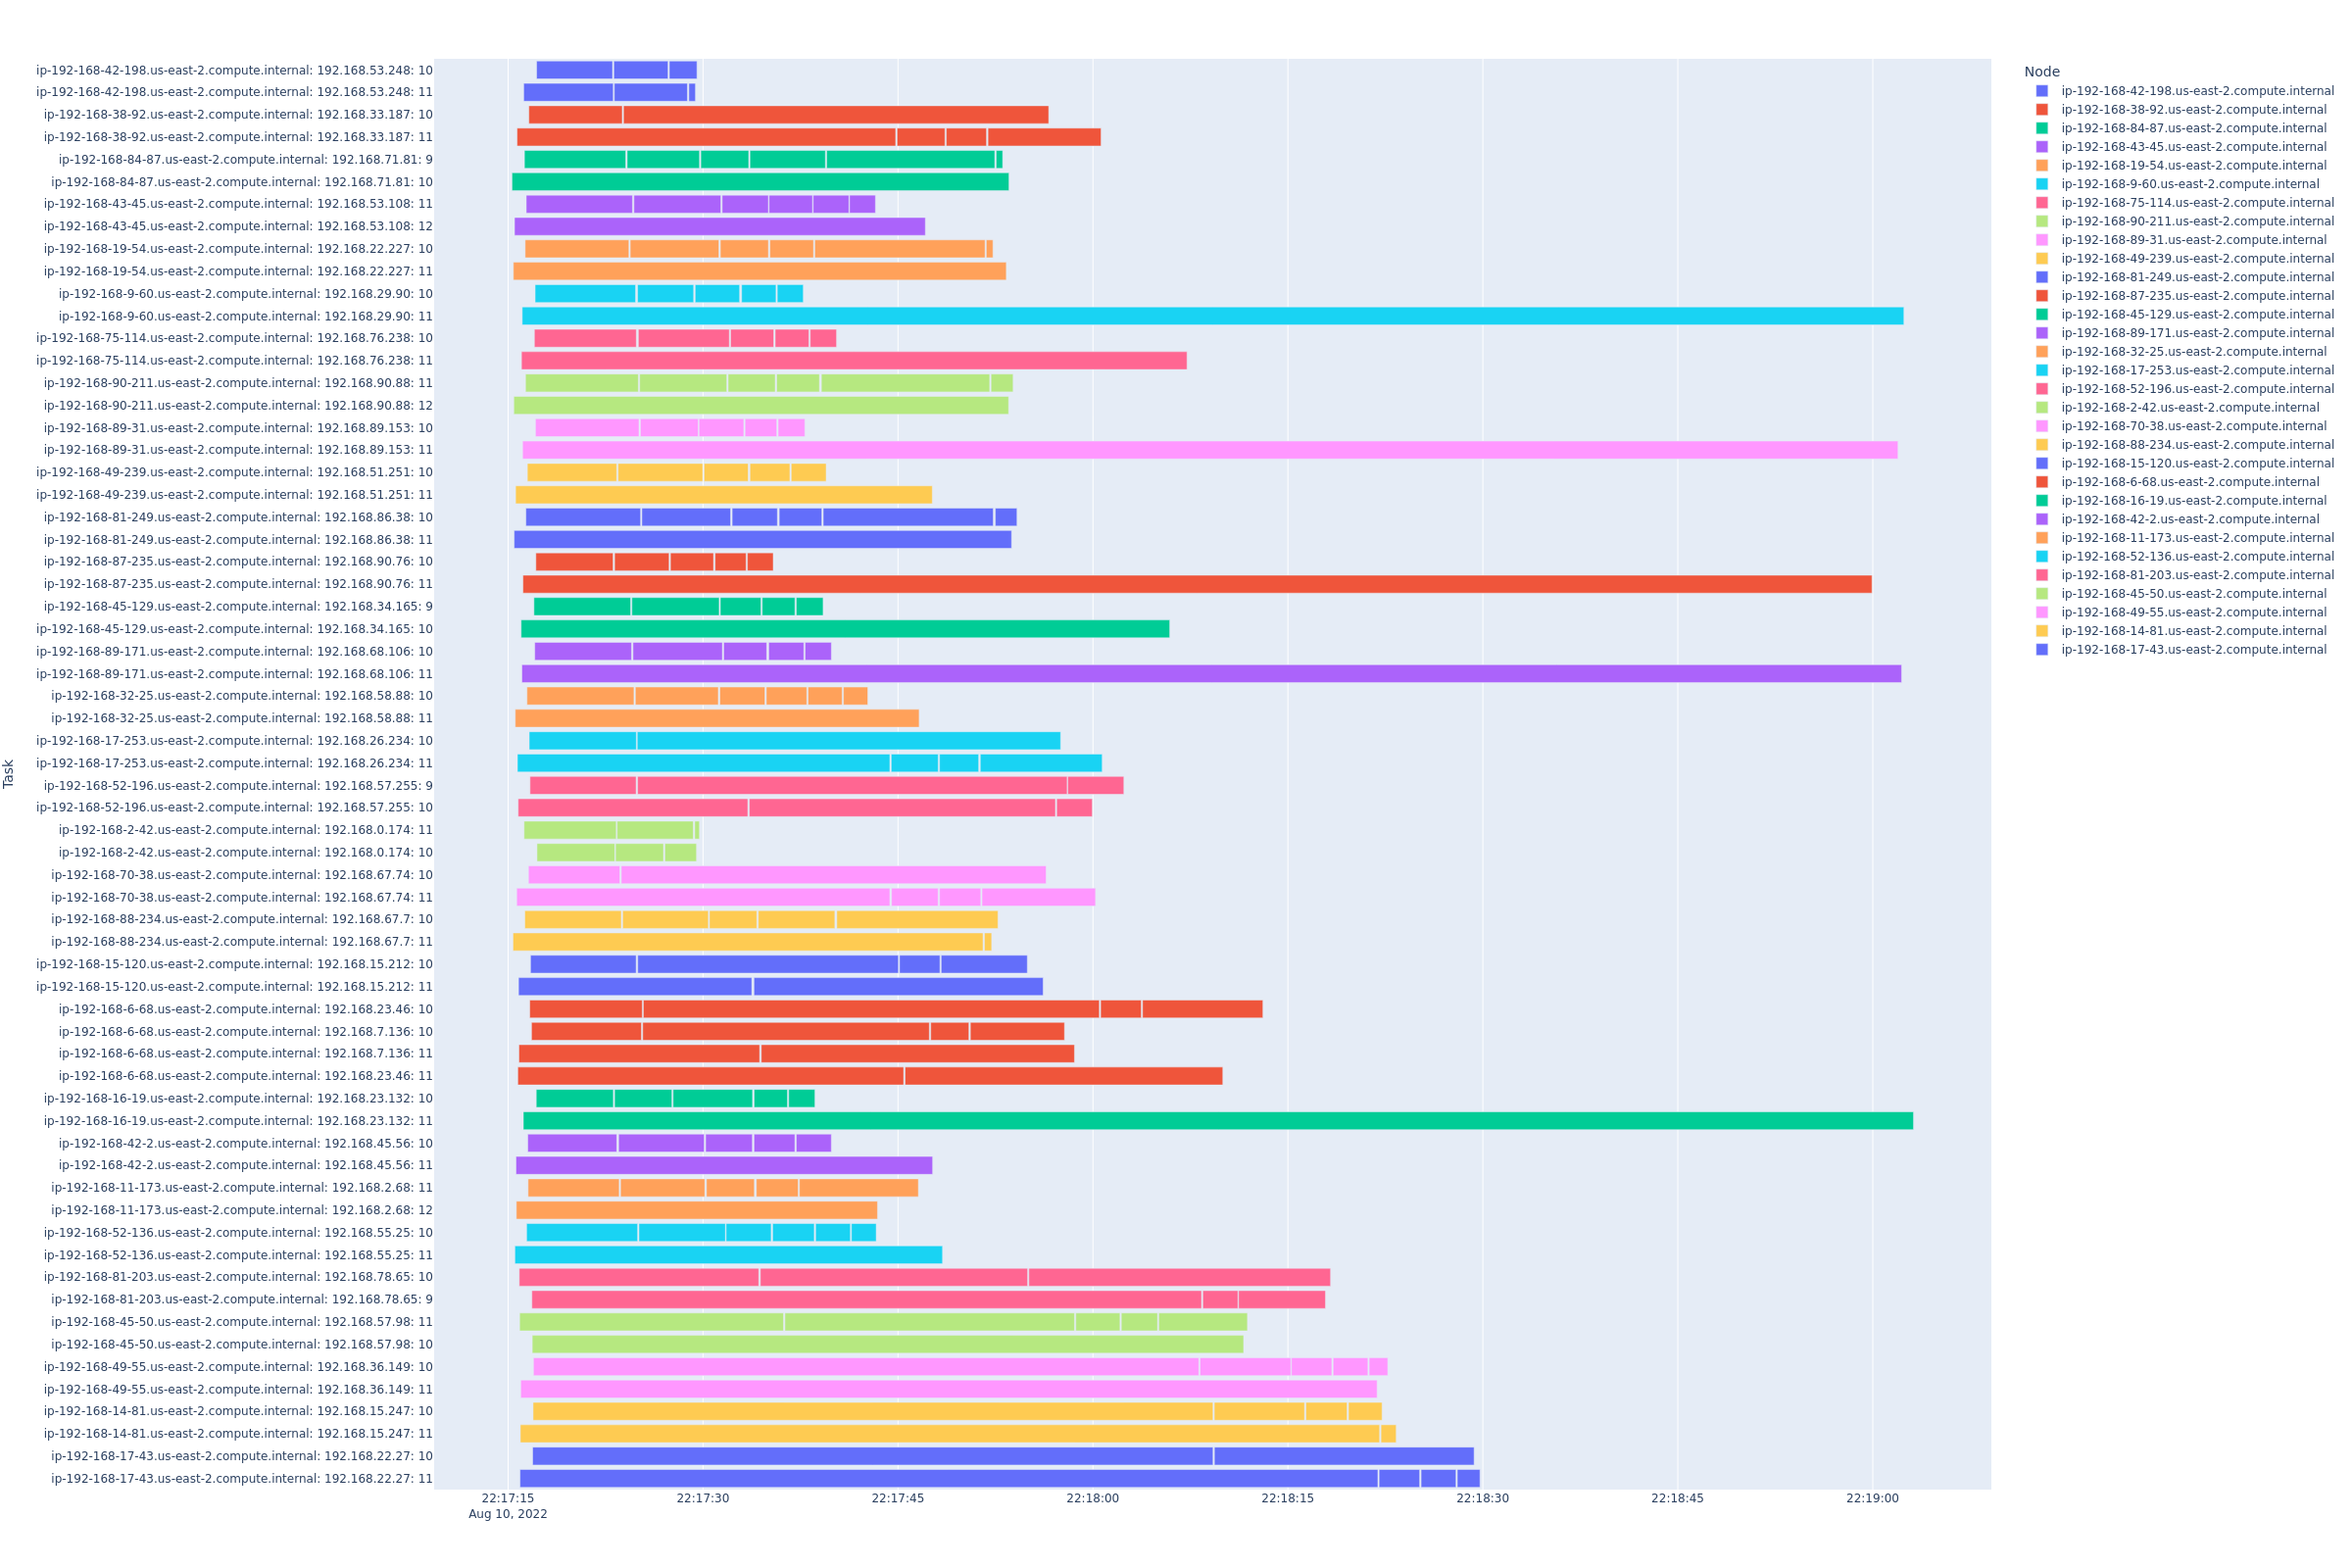 ip-192-168-42-198.us-east-2.compute.internal: 192.168.53.248: 10
ip-192-168-42-198.us-east-2.compute.internal: 192.168.53.248: 11
ip-192-168-38-92.us-east-2.compute.internal: 192.168.33.187: 10
ip-192-168-38-92.us-east-2.compute.internal: 192.168.33.187: 11
ip-192-168-84-87.us-east-2.compute.internal: 192.168.71.81: 9
ip-192-168-84-87.us-east-2.compute.internal: 192.168.71.81: 10
ip-192-168-43-45.us-east-2.compute.internal: 192.168.53.108: 11
ip-192-168-43-45.us-east-2.compute.internal: 192.168.53.108: 12
ip-192-168-19-54.us-east-2.compute.internal: 192.168.22.227: 10
ip-192-168-19-54.us-east-2.compute.internal: 192.168.22.227: 11
ip-192-168-9-60.us-east-2.compute.internal: 192.168.29.90: 10
ip-192-168-9-60.us-east-2.compute.internal: 192.168.29.90: 11
ip-192-168-75-114.us-east-2.compute.internal: 192.168.76.238: 10
ip-192-168-75-114.us-east-2.compute.internal: 192.168.76.238: 11
ip-192-168-90-211.us-east-2.compute.internal: 192.168.90.88: 11
ip-192-168-90-211.us-east-2.compute.internal: 192.168.90.88: 12
ip-192-168-89-31.us-east-2.compute.internal: 192.168.89.153: 10
ip-192-168-89-31.us-east-2.compute.internal: 192.168.89.153: 11
ip-192-168-49-239.us-east-2.compute.internal: 192.168.51.251: 10
ip-192-168-49-239.us-east-2.compute.internal: 192.168.51.251: 11
ip-192-168-81-249.us-east-2.compute.internal: 192.168.86.38: 10
ip-192-168-81-249.us-east-2.compute.internal: 192.168.86.38: 11
ip-192-168-87-235.us-east-2.compute.internal: 192.168.90.76: 10
ip-192-168-87-235.us-east-2.compute.internal: 192.168.90.76: 11
ip-192-168-45-129.us-east-2.compute.internal: 192.168.34.165: 9
ip-192-168-45-129.us-east-2.compute.internal: 192.168.34.165: 10
ip-192-168-89-171.us-east-2.compute.internal: 192.168.68.106: 10
ip-192-168-89-171.us-east-2.compute.internal: 192.168.68.106: 11
ip-192-168-32-25.us-east-2.compute.internal: 192.168.58.88: 10
ip-192-168-32-25.us-east-2.compute.internal: 192.168.58.88: 11
ip-192-168-17-253.us-east-2.compute.internal: 192.168.26.234: 10
ip-192-168-17-253.us-east-2.compute.internal: 192.168.26.234: 11
ip-192-168-52-196.us-east-2.compute.internal: 192.168.57.255: 9
ip-192-168-52-196.us-east-2.compute.internal: 192.168.57.255: 10
ip-192-168-2-42.us-east-2.compute.internal: 192.168.0.174: 11
ip-192-168-2-42.us-east-2.compute.internal: 192.168.0.174: 10
ip-192-168-70-38.us-east-2.compute.internal: 192.168.67.74: 10
ip-192-168-70-38.us-east-2.compute.internal: 192.168.67.74: 11
ip-192-168-88-234.us-east-2.compute.internal: 192.168.67.7: 10
ip-192-168-88-234.us-east-2.compute.internal: 192.168.67.7: 11
ip-192-168-15-120.us-east-2.compute.internal: 192.168.15.212: 10
ip-192-168-15-120.us-east-2.compute.internal: 192.168.15.212: 11
ip-192-168-6-68.us-east-2.compute.internal: 192.168.23.46: 10
ip-192-168-6-68.us-east-2.compute.internal: 192.168.7.136: 10
ip-192-168-6-68.us-east-2.compute.internal: 192.168.7.136: 11
ip-192-168-6-68.us-east-2.compute.internal: 192.168.23.46: 11
ip-192-168-16-19.us-east-2.compute.internal: 192.168.23.132: 10
ip-192-168-16-19.us-east-2.compute.internal: 192.168.23.132: 11
ip-192-168-42-2.us-east-2.compute.internal: 192.168.45.56: 10
ip-192-168-42-2.us-east-2.compute.internal: 192.168.45.56: 11
ip-192-168-11-173.us-east-2.compute.internal: 192.168.2.68: 11
ip-192-168-11-173.us-east-2.compute.internal: 192.168.2.68: 12
ip-192-168-52-136.us-east-2.compute.internal: 192.168.55.25: 10
ip-192-168-52-136.us-east-2.compute.internal: 192.168.55.25: 11
ip-192-168-81-203.us-east-2.compute.internal: 192.168.78.65: 10
ip-192-168-81-203.us-east-2.compute.internal: 192.168.78.65: 9
ip-192-168-45-50.us-east-2.compute.internal: 192.168.57.98: 11
ip-192-168-45-50.us-east-2.compute.internal: 192.168.57.98: 10
ip-192-168-49-55.us-east-2.compute.internal: 192.168.36.149: 10
ip-192-168-49-55.us-east-2.compute.internal: 192.168.36.149: 11
ip-192-168-14-81.us-east-2.compute.internal: 192.168.15.247: 10
ip-192-168-14-81.us-east-2.compute.internal: 192.168.15.247: 11
ip-192-168-17-43.us-east-2.compute.internal: 192.168.22.27: 10
ip-192-168-17-43.us-east-2.compute.internal: 192.168.22.27: 11
Task
22:17:15
Aug 10, 2022
22:17:30
22:17:45
22:18:00
22:18:15
22:18:30
22:18:45
22:19:00
Node
ip-192-168-42-198.us-east-2.compute.internal
ip-192-168-38-92.us-east-2.compute.internal
ip-192-168-84-87.us-east-2.compute.internal
ip-192-168-43-45.us-east-2.compute.internal
ip-192-168-19-54.us-east-2.compute.internal
ip-192-168-9-60.us-east-2.compute.internal
ip-192-168-75-114.us-east-2.compute.internal
ip-192-168-90-211.us-east-2.compute.internal
ip-192-168-89-31.us-east-2.compute.internal
ip-192-168-49-239.us-east-2.compute.internal
ip-192-168-81-249.us-east-2.compute.internal
ip-192-168-87-235.us-east-2.compute.internal
ip-192-168-45-129.us-east-2.compute.internal
ip-192-168-89-171.us-east-2.compute.internal
ip-192-168-32-25.us-east-2.compute.internal
ip-192-168-17-253.us-east-2.compute.internal
ip-192-168-52-196.us-east-2.compute.internal
ip-192-168-2-42.us-east-2.compute.internal
ip-192-168-70-38.us-east-2.compute.internal
ip-192-168-88-234.us-east-2.compute.internal
ip-192-168-15-120.us-east-2.compute.internal
ip-192-168-6-68.us-east-2.compute.internal
ip-192-168-16-19.us-east-2.compute.internal
ip-192-168-42-2.us-east-2.compute.internal
ip-192-168-11-173.us-east-2.compute.internal
ip-192-168-52-136.us-east-2.compute.internal
ip-192-168-81-203.us-east-2.compute.internal
ip-192-168-45-50.us-east-2.compute.internal
ip-192-168-49-55.us-east-2.compute.internal
ip-192-168-14-81.us-east-2.compute.internal
ip-192-168-17-43.us-east-2.compute.internal